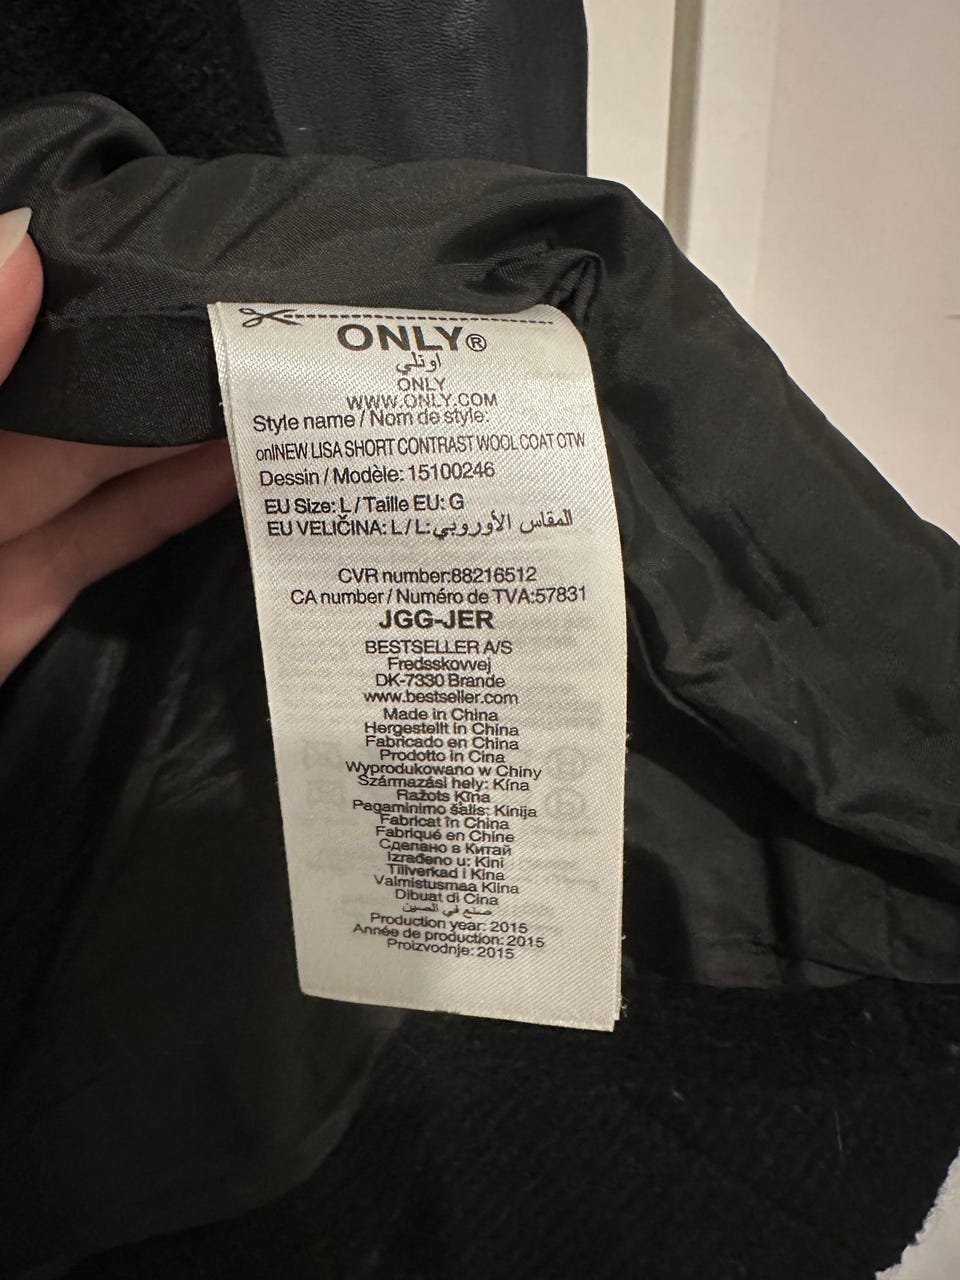 ONLY®
اونلي
ONLY
WWW.ONLY.COM
Style name / Nom de style:
onlNEW LISA SHORT CONTRAST WOOL COAT OTW
Dessin / Modèle: 15100246
EU Size: L / Taille EU: G
EU VELIČINA: L / L:المقاس الأوروبي
CVR number:88216512
CA number / Numéro de TVA:57831
JGG-JER
BESTSELLER A/S
Fredsskovvej
DK-7330 Brande
www.bestseller.com
Made in China
Hergestellt in China
Fabricado en China
Prodotto in Cina
Wyprodukowano w Chiny
Származási hely: Kína
Ražots Ķīna
Pagaminimo šalis: Kinija
Fabricat în China
Fabriqué en Chine
Сделано в Китай
Izrađeno u: Kini
Tillverkad i Kina
Valmistusmaa Kiina
Dibuat di Cina
صنع في الصين
Production year: 2015
Année de production: 2015
Proizvodnje: 2015